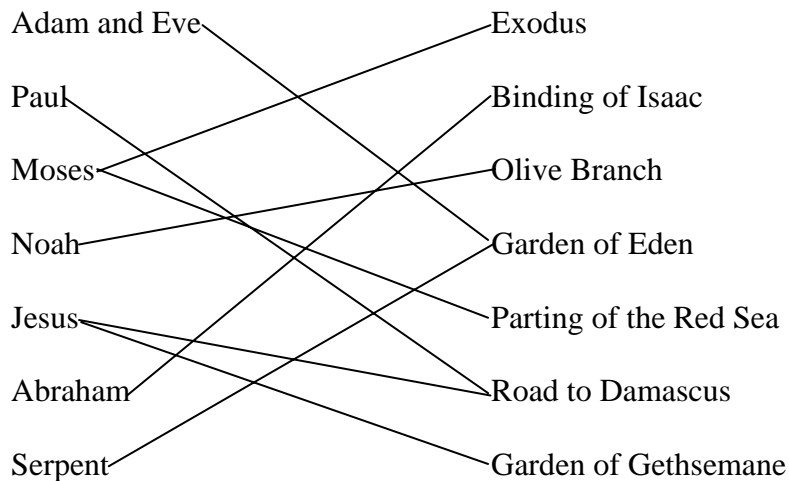 Adam and Eve Exodus
Paul Binding of Isaac
Moses Olive Branch
Noah Garden of Eden
Jesus Parting of the Red Sea
Abraham Road to Damascus
Serpent Garden of Gethsemane